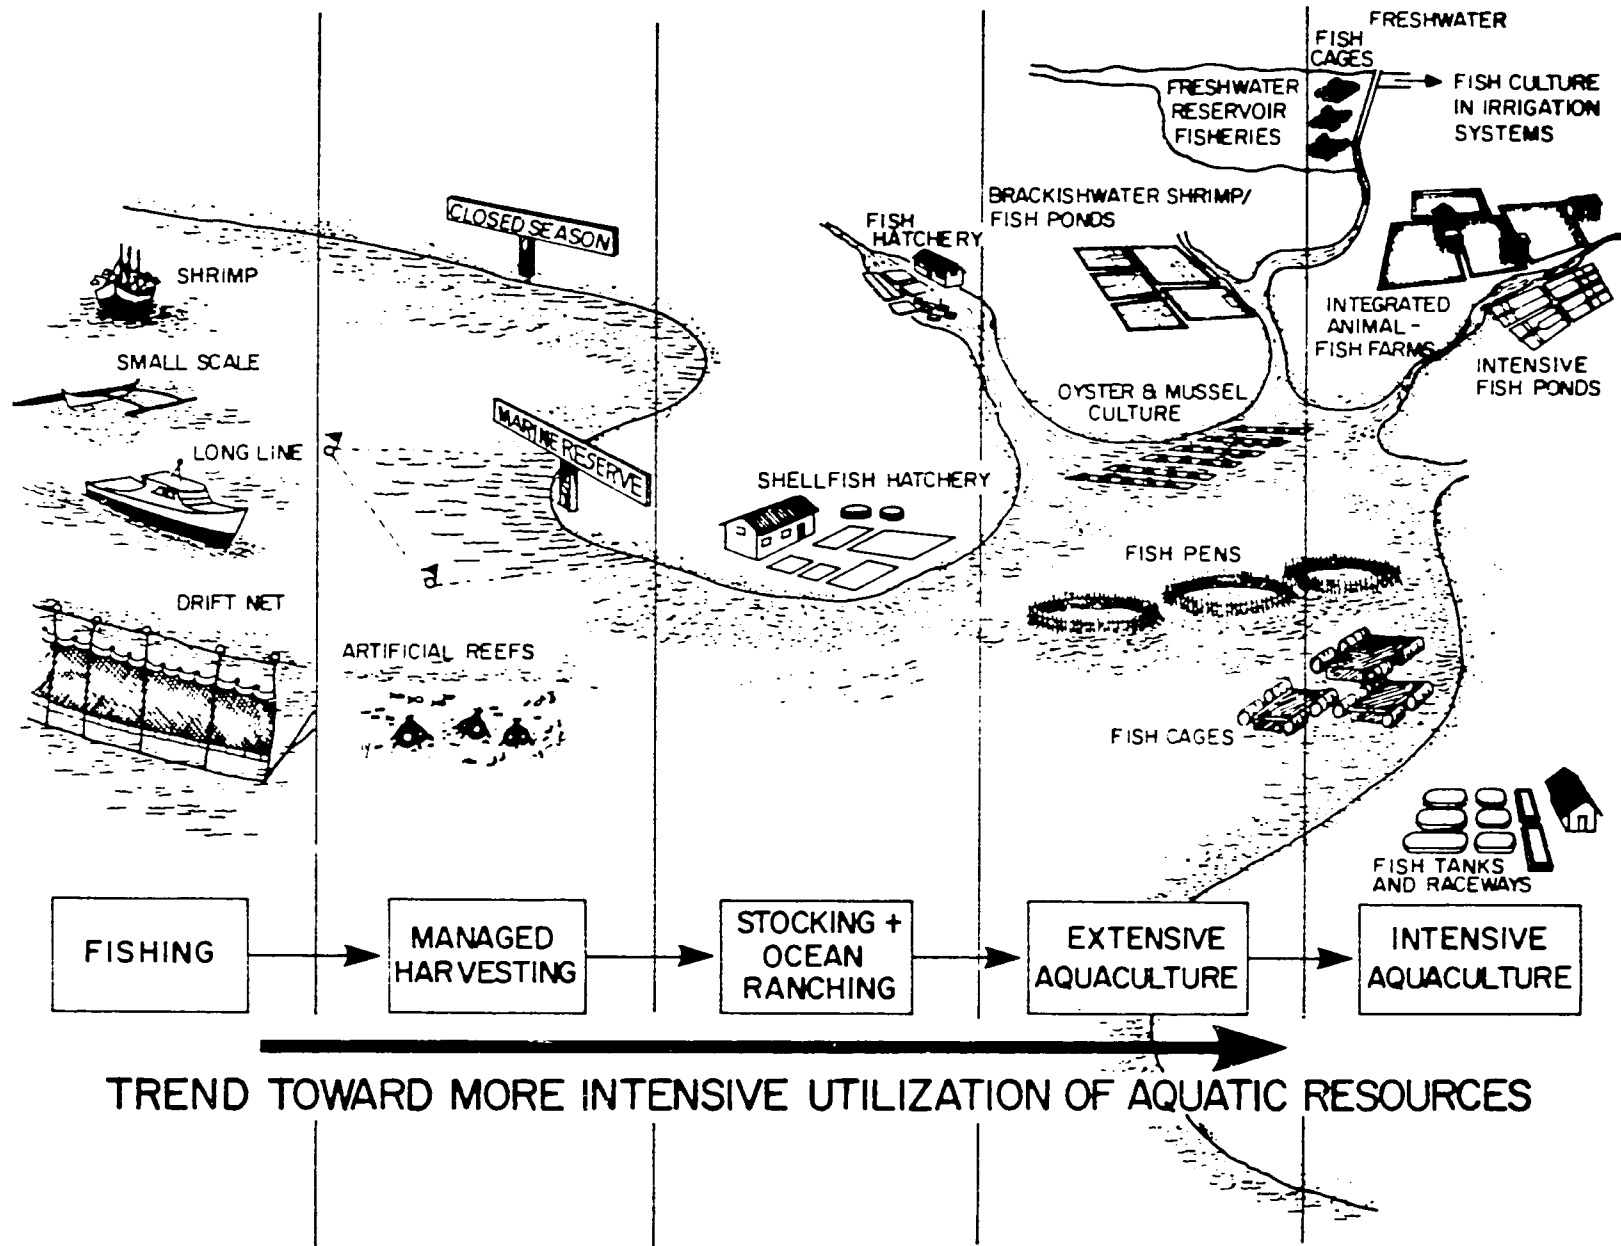 FRESHWATER
FISH
CAGES
FRESHWATER
RESERVOIR
FISHERIES
FISH CULTURE
IN IRRIGATION
SYSTEMS
BRACKISHWATER SHRIMP/
FISH PONDS
CLOSED SEASON
FISH
HATCHERY
SHRIMP
INTEGRATED
ANIMAL-
FISH FARMS
SMALL SCALE
INTENSIVE
FISH PONDS
OYSTER & MUSSEL
CULTURE
MARINE RESERVE
LONG LINE
SHELLFISH HATCHERY
FISH PENS
DRIFT NET
ARTIFICIAL REEFS
FISH CAGES
FISH TANKS
AND RACEWAYS
FISHING
MANAGED
HARVESTING
STOCKING +
OCEAN
RANCHING
EXTENSIVE
AQUACULTURE
INTENSIVE
AQUACULTURE
TREND TOWARD MORE INTENSIVE UTILIZATION OF AQUATIC RESOURCES